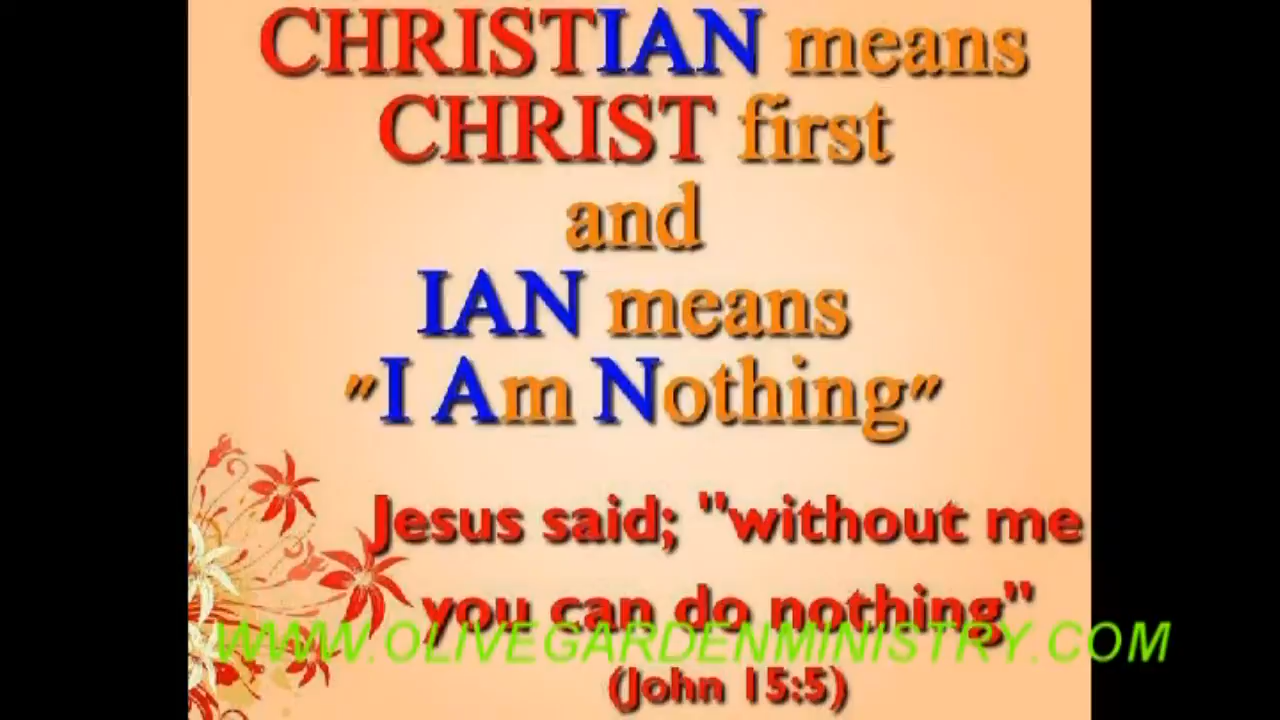 CHRISTIAN means
CHRIST first
and
IAN means
"I Am Nothing"
Jesus said; "without me
you can do nothing"
WWW.OLIVEGARDENMINISTRY.COM
(John 15:5)